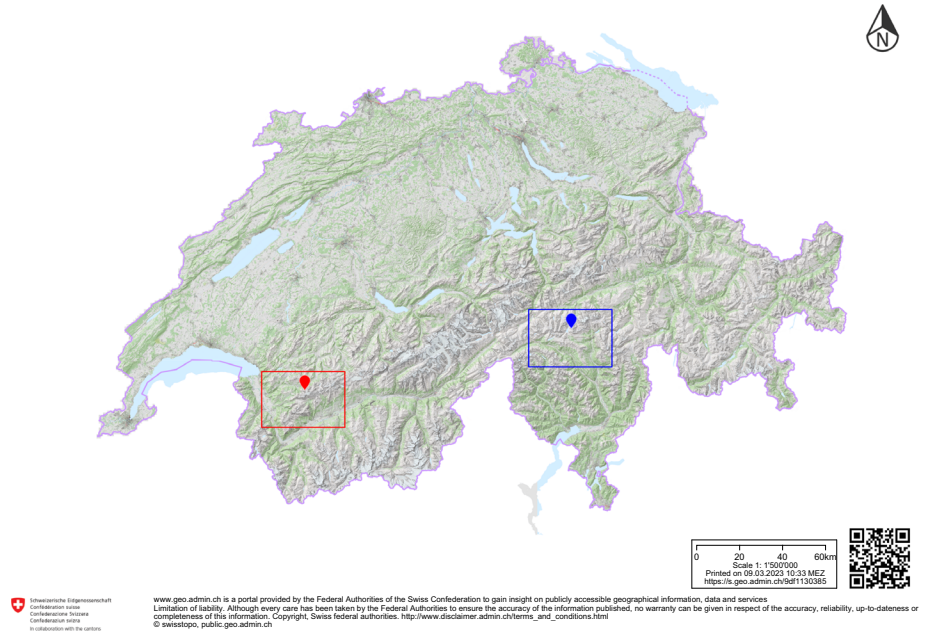 N
0 20 40 60km
Scale 1: 1'500'000
Printed on 09.03.2023 10:33 MEZ
https://s.geo.admin.ch/9df1130385
Schweizerische Eidgenossenschaft
Confédération suisse
Confederazione Svizzera
Confederaziun svizra
In collaboration with the cantons
www.geo.admin.ch is a portal provided by the Federal Authorities of the Swiss Confederation to gain insight on publicly accessible geographical information, data and services
Limitation of liability. Although every care has been taken by the Federal Authorities to ensure the accuracy of the information published, no warranty can be given in respect of the accuracy, reliability, up-to-dateness or
completeness of this information. Copyright, Swiss federal authorities. http://www.disclaimer.admin.ch/terms_and_conditions.html
© swisstopo, public.geo.admin.ch